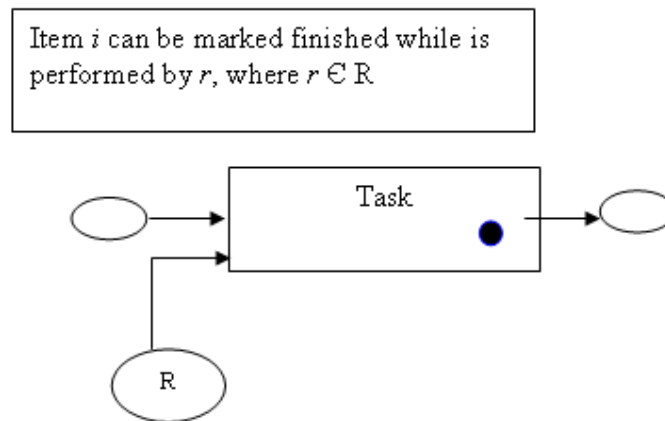 Item i can be marked finished while is
performed by r, where r Є R
Task
R